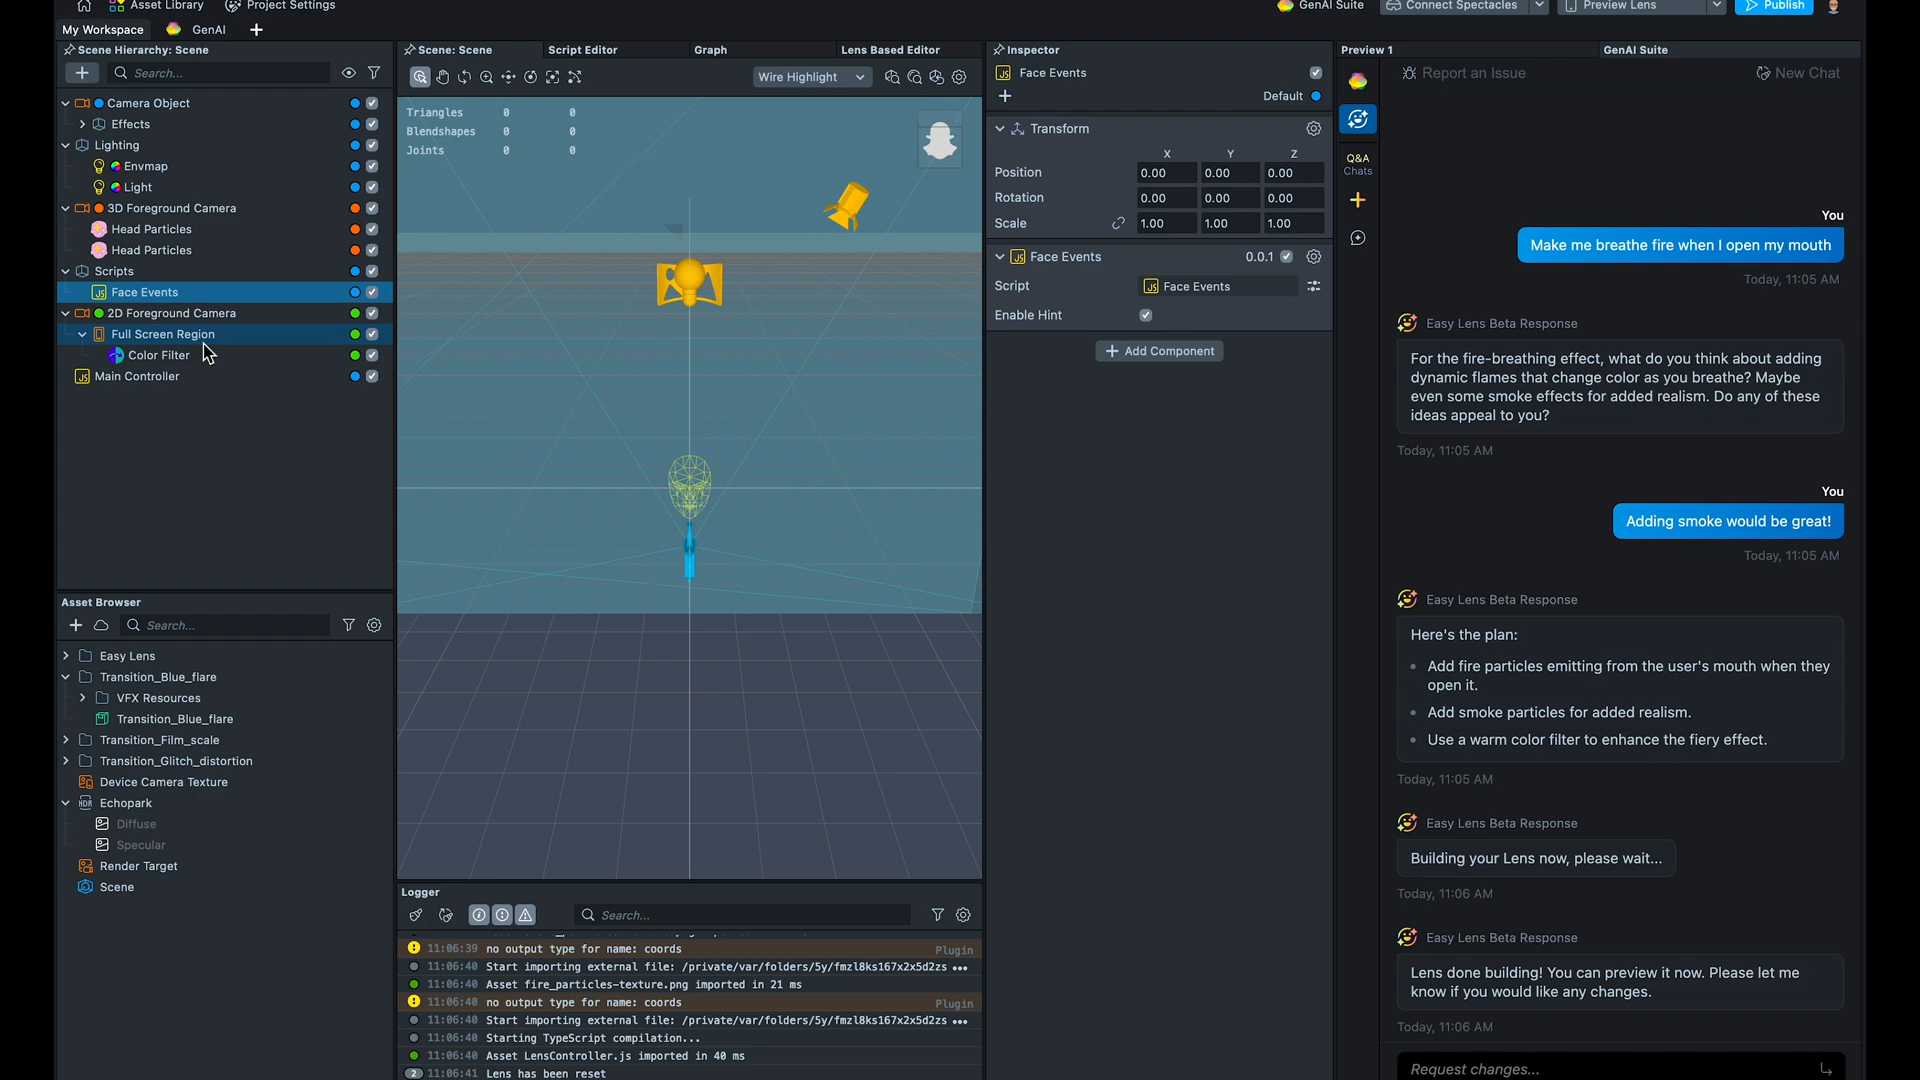 Asset Library
Project Settings
GenAI Suite
Connect Spectacles
Preview Lens
Publish
My Workspace
GenAI
Scene Hierarchy: Scene
Search...
Camera Object
Effects
Lighting
Envmap
Light
3D Foreground Camera
Head Particles
Head Particles
Scripts
Face Events
2D Foreground Camera
Full Screen Region
Color Filter
Main Controller
Asset Browser
Search...
Easy Lens
Transition_Blue_flare
VFX Resources
Transition_Blue_flare
Transition_Film_scale
Transition_Glitch_distortion
Device Camera Texture
HDR Echopark
Diffuse
Specular
Render Target
Scene
Scene: Scene
Script Editor
Graph
Lens Based Editor
Wire Highlight
Triangles 0 0
Blendshapes 0 0
Joints 0 0
Logger
Search...
11:06:39 no output type for name: coords Plugin
11:06:40 Start importing external file: /private/var/folders/5y/fmzl8ks167x2x5d2zs •••
11:06:40 Asset fire_particles-texture.png imported in 21 ms
11:06:40 no output type for name: coords Plugin
11:06:40 Start importing external file: /private/var/folders/5y/fmzl8ks167x2x5d2zs •••
11:06:40 Starting TypeScript compilation...
11:06:40 Asset LensController.js imported in 40 ms
2 11:06:41 Lens has been reset
Inspector
JS Face Events
Default
Transform
X Y Z
Position 0.00 0.00 0.00
Rotation 0.00 0.00 0.00
Scale 1.00 1.00 1.00
JS Face Events 0.0.1
Script JS Face Events
Enable Hint
Add Component
Preview 1
GenAI Suite
Q&A
Chats
Report an Issue
New Chat
You
Make me breathe fire when I open my mouth
Today, 11:05 AM
Easy Lens Beta Response
For the fire-breathing effect, what do you think about adding
dynamic flames that change color as you breathe? Maybe
even some smoke effects for added realism. Do any of these
ideas appeal to you?
Today, 11:05 AM
You
Adding smoke would be great!
Today, 11:05 AM
Easy Lens Beta Response
Here's the plan:
• Add fire particles emitting from the user's mouth when they
open it.
• Add smoke particles for added realism.
• Use a warm color filter to enhance the fiery effect.
Today, 11:05 AM
Easy Lens Beta Response
Building your Lens now, please wait...
Today, 11:06 AM
Easy Lens Beta Response
Lens done building! You can preview it now. Please let me
know if you would like any changes.
Today, 11:06 AM
Request changes...